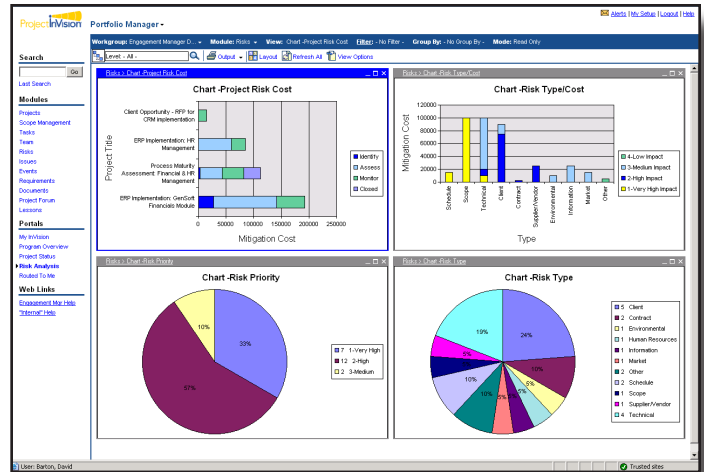 ProjectInVision
Portfolio Manager
Alerts | My Setup | Logout | Help
Workgroup: Engagement Manager D... Module: Risks View: Chart -Project Risk Cost Filter: - No Filter - Group By: - No Group By - Mode: Read Only
Level: - All -
Output
Layout
Refresh All
View Options
Search
Go
Last Search
Modules
Projects
Scope Management
Tasks
Team
Risks
Issues
Events
Requirements
Documents
Project Forum
Lessons
Portals
My InVision
Program Overview
Project Status
Risk Analysis
Routed To Me
Web Links
Engagement Mgr Help
"Internal" Help
Risks > Chart -Project Risk Cost
Chart -Project Risk Cost
Project Title
Client Opportunity - RFP for
CRM implementation
ERP Implementation: HR
Management
Process Maturity
Assessment: Financial & HR
Management
ERP Implementation: GenSoft
Financials Module
0 50000 100000 150000 200000 250000
Mitigation Cost
Identify
Assess
Monitor
Closed
Risks > Chart -Risk Type/Cost
Chart -Risk Type/Cost
Mitigation Cost
120000
100000
80000
60000
40000
20000
0
Schedule
Scope
Technical
Client
Contract
Supplier/Vendor
Environmental
Information
Market
Other
Type
4-Low Impact
3-Medium Impact
2-High Impact
1-Very High Impact
Risks > Chart -Risk Priority
Chart -Risk Priority
10%
33%
57%
7 1-Very High
12 2-High
2 3-Medium
Risks > Chart -Risk Type
Chart -Risk Type
19%
24%
5%
10%
10%
5%
10%
5%
5%
5%
5 Client
2 Contract
1 Environmental
1 Human Resources
1 Information
1 Market
2 Other
2 Schedule
1 Scope
1 Supplier/Vendor
4 Technical
User: Barton, David
Trusted sites